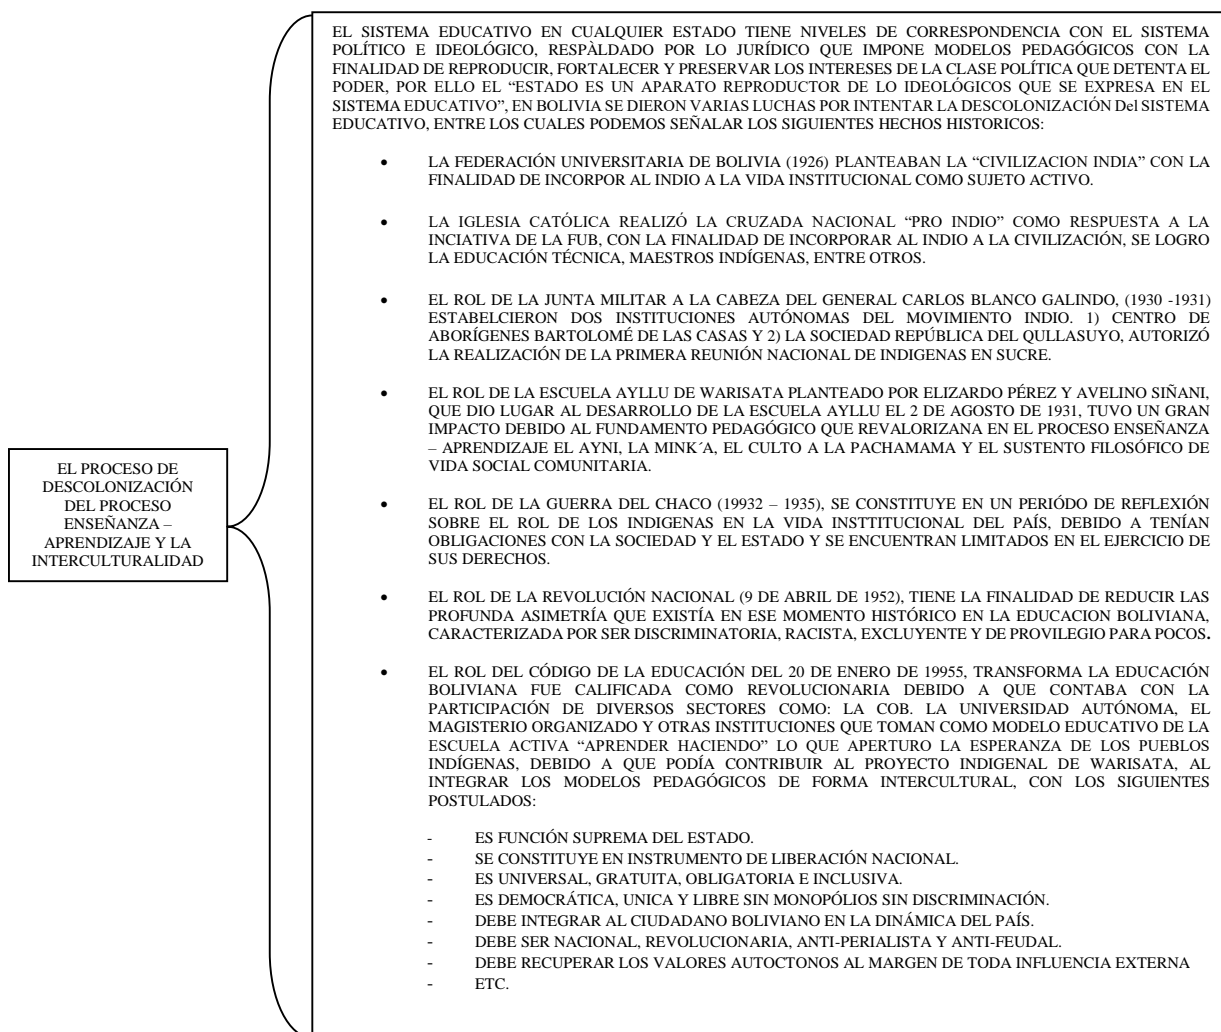 EL PROCESO DE
DESCOLONIZACIÓN
DEL PROCESO
ENSEÑANZA –
APRENDIZAJE Y LA
INTERCULTURALIDAD
EL SISTEMA EDUCATIVO EN CUALQUIER ESTADO TIENE NIVELES DE CORRESPONDENCIA CON EL SISTEMA
POLÍTICO E IDEOLÓGICO, RESPÀLDADO POR LO JURÍDICO QUE IMPONE MODELOS PEDAGÓGICOS CON LA
FINALIDAD DE REPRODUCIR, FORTALECER Y PRESERVAR LOS INTERESES DE LA CLASE POLÍTICA QUE DETENTA EL
PODER, POR ELLO EL “ESTADO ES UN APARATO REPRODUCTOR DE LO IDEOLÓGICOS QUE SE EXPRESA EN EL
SISTEMA EDUCATIVO”, EN BOLIVIA SE DIERON VARIAS LUCHAS POR INTENTAR LA DESCOLONIZACIÓN Del SISTEMA
EDUCATIVO, ENTRE LOS CUALES PODEMOS SEÑALAR LOS SIGUIENTES HECHOS HISTORICOS:
• LA FEDERACIÓN UNIVERSITARIA DE BOLIVIA (1926) PLANTEABAN LA “CIVILIZACION INDIA” CON LA
FINALIDAD DE INCORPOR AL INDIO A LA VIDA INSTITUCIONAL COMO SUJETO ACTIVO.
• LA IGLESIA CATÓLICA REALIZÓ LA CRUZADA NACIONAL “PRO INDIO” COMO RESPUESTA A LA
INCIATIVA DE LA FUB, CON LA FINALIDAD DE INCORPORAR AL INDIO A LA CIVILIZACIÓN, SE LOGRO
LA EDUCACIÓN TÉCNICA, MAESTROS INDÍGENAS, ENTRE OTROS.
• EL ROL DE LA JUNTA MILITAR A LA CABEZA DEL GENERAL CARLOS BLANCO GALINDO, (1930 -1931)
ESTABELCIERON DOS INSTITUCIONES AUTÓNOMAS DEL MOVIMIENTO INDIO. 1) CENTRO DE
ABORÍGENES BARTOLOMÉ DE LAS CASAS Y 2) LA SOCIEDAD REPÚBLICA DEL QULLASUYO, AUTORIZÓ
LA REALIZACIÓN DE LA PRIMERA REUNIÓN NACIONAL DE INDIGENAS EN SUCRE.
• EL ROL DE LA ESCUELA AYLLU DE WARISATA PLANTEADO POR ELIZARDO PÉREZ Y AVELINO SIÑANI,
QUE DIO LUGAR AL DESARROLLO DE LA ESCUELA AYLLU EL 2 DE AGOSTO DE 1931, TUVO UN GRAN
IMPACTO DEBIDO AL FUNDAMENTO PEDAGÓGICO QUE REVALORIZANA EN EL PROCESO ENSEÑANZA
– APRENDIZAJE EL AYNI, LA MINK´A, EL CULTO A LA PACHAMAMA Y EL SUSTENTO FILOSÓFICO DE
VIDA SOCIAL COMUNITARIA.
• EL ROL DE LA GUERRA DEL CHACO (19932 – 1935), SE CONSTITUYE EN UN PERIÓDO DE REFLEXIÓN
SOBRE EL ROL DE LOS INDIGENAS EN LA VIDA INSTTITUCIONAL DEL PAÍS, DEBIDO A TENÍAN
OBLIGACIONES CON LA SOCIEDAD Y EL ESTADO Y SE ENCUENTRAN LIMITADOS EN EL EJERCICIO DE
SUS DERECHOS.
• EL ROL DE LA REVOLUCIÓN NACIONAL (9 DE ABRIL DE 1952), TIENE LA FINALIDAD DE REDUCIR LAS
PROFUNDA ASIMETRÍA QUE EXISTÍA EN ESE MOMENTO HISTÓRICO EN LA EDUCACION BOLIVIANA,
CARACTERIZADA POR SER DISCRIMINATORIA, RACISTA, EXCLUYENTE Y DE PROVILEGIO PARA POCOS.
• EL ROL DEL CÓDIGO DE LA EDUCACIÓN DEL 20 DE ENERO DE 19955, TRANSFORMA LA EDUCACIÓN
BOLIVIANA FUE CALIFICADA COMO REVOLUCIONARIA DEBIDO A QUE CONTABA CON LA
PARTICIPACIÓN DE DIVERSOS SECTORES COMO: LA COB. LA UNIVERSIDAD AUTÓNOMA, EL
MAGISTERIO ORGANIZADO Y OTRAS INSTITUCIONES QUE TOMAN COMO MODELO EDUCATIVO DE LA
ESCUELA ACTIVA “APRENDER HACIENDO” LO QUE APERTURO LA ESPERANZA DE LOS PUEBLOS
INDÍGENAS, DEBIDO A QUE PODÍA CONTRIBUIR AL PROYECTO INDIGENAL DE WARISATA, AL
INTEGRAR LOS MODELOS PEDAGÓGICOS DE FORMA INTERCULTURAL, CON LOS SIGUIENTES
POSTULADOS:
- ES FUNCIÓN SUPREMA DEL ESTADO.
- SE CONSTITUYE EN INSTRUMENTO DE LIBERACIÓN NACIONAL.
- ES UNIVERSAL, GRATUITA, OBLIGATORIA E INCLUSIVA.
- ES DEMOCRÁTICA, UNICA Y LIBRE SIN MONOPÓLIOS SIN DISCRIMINACIÓN.
- DEBE INTEGRAR AL CIUDADANO BOLIVIANO EN LA DINÁMICA DEL PAÍS.
- DEBE SER NACIONAL, REVOLUCIONARIA, ANTI-PERIALISTA Y ANTI-FEUDAL.
- DEBE RECUPERAR LOS VALORES AUTOCTONOS AL MARGEN DE TODA INFLUENCIA EXTERNA
- ETC.